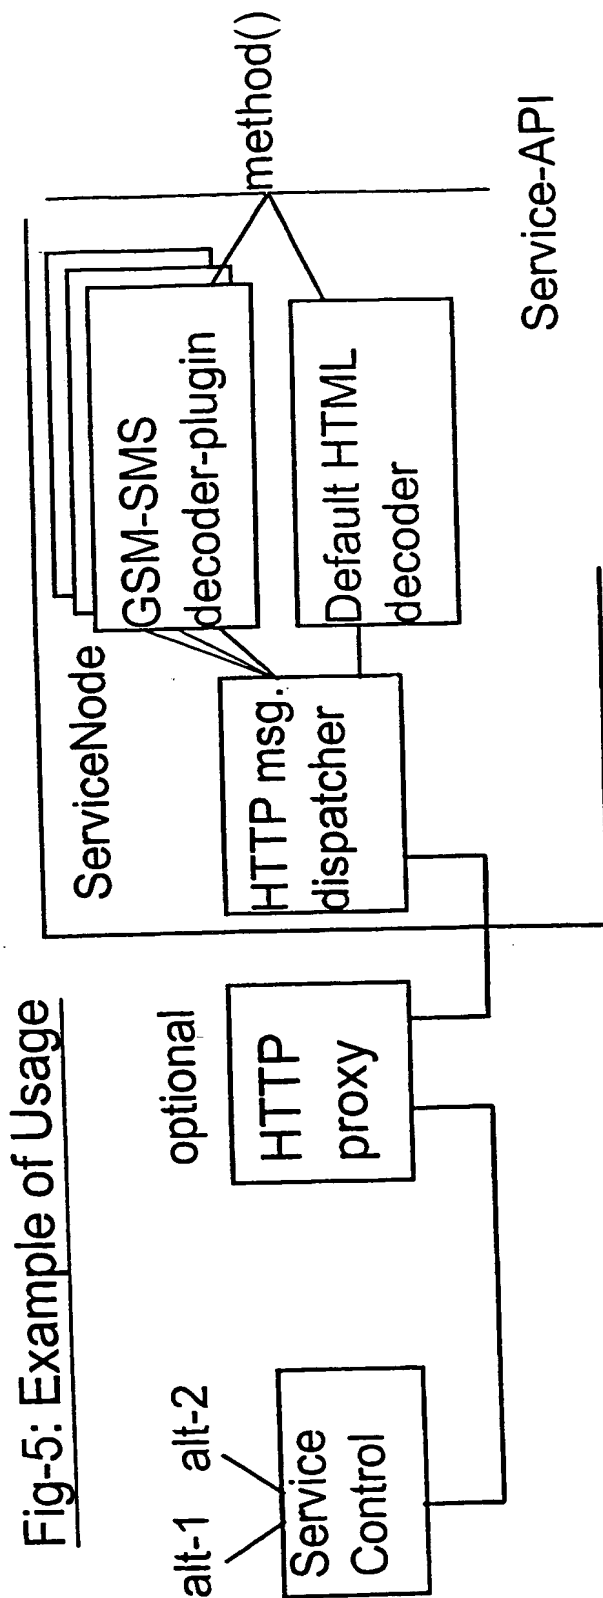 Fig-5: Example of Usage
alt-1 alt-2
Service
Control
optional
HTTP
proxy
ServiceNode
HTTP msg.
dispatcher
GSM-SMS
decoder-plugin
Default HTML
decoder
method()
Service-API